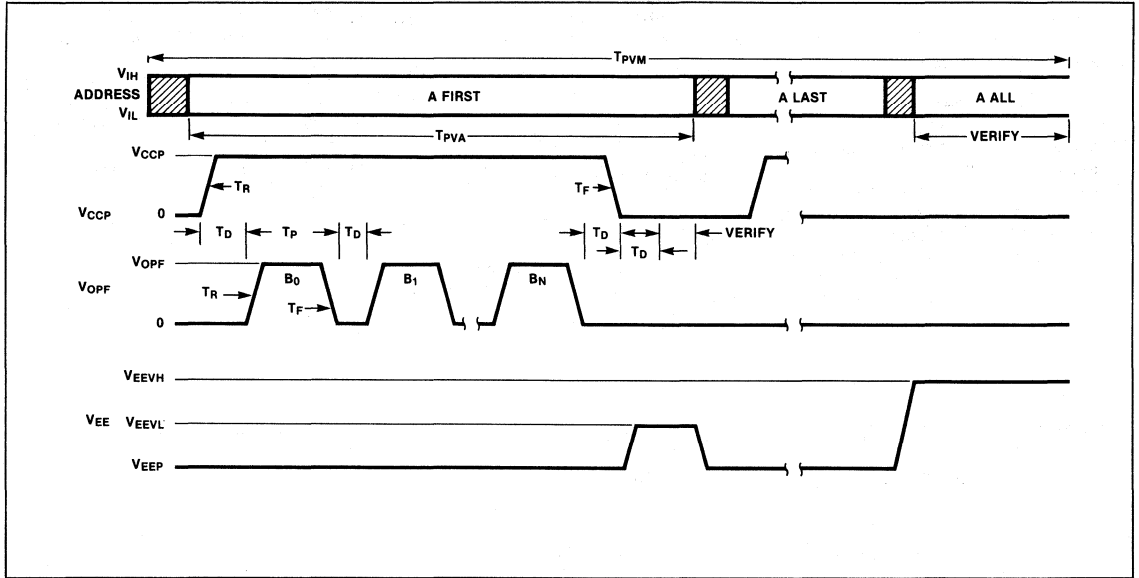 TPVM
VIH
ADDRESS
VIL
A FIRST
A LAST
A ALL
TPVA
VERIFY
VCCP
TR
TF
VCCP 0
TD TP TD TD VERIFY
TD
VOPF
VOPF
B0 B1 BN
TR
TF
0
VEEVH
VEE VEEVL
VEEP